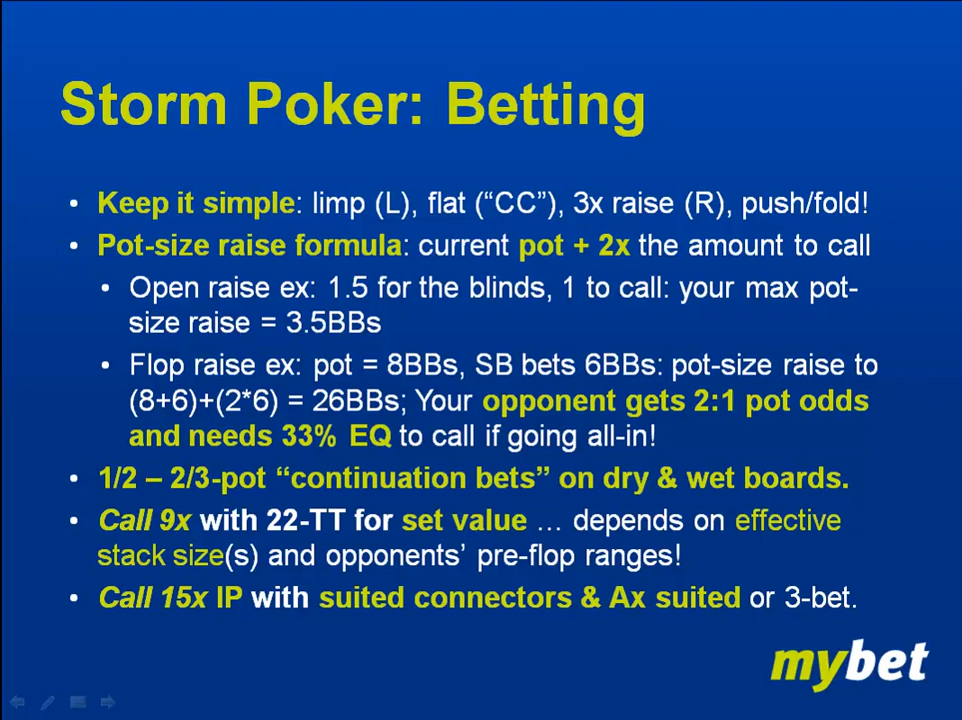 Storm Poker: Betting
• Keep it simple: limp (L), flat (“CC”), 3x raise (R), push/fold!
• Pot-size raise formula: current pot + 2x the amount to call
• Open raise ex: 1.5 for the blinds, 1 to call: your max pot-
size raise = 3.5BBs
• Flop raise ex: pot = 8BBs, SB bets 6BBs: pot-size raise to
(8+6)+(2*6) = 26BBs; Your opponent gets 2:1 pot odds
and needs 33% EQ to call if going all-in!
• 1/2 – 2/3-pot “continuation bets” on dry & wet boards.
• Call 9x with 22-TT for set value … depends on effective
stack size(s) and opponents’ pre-flop ranges!
• Call 15x IP with suited connectors & Ax suited or 3-bet.
mybet